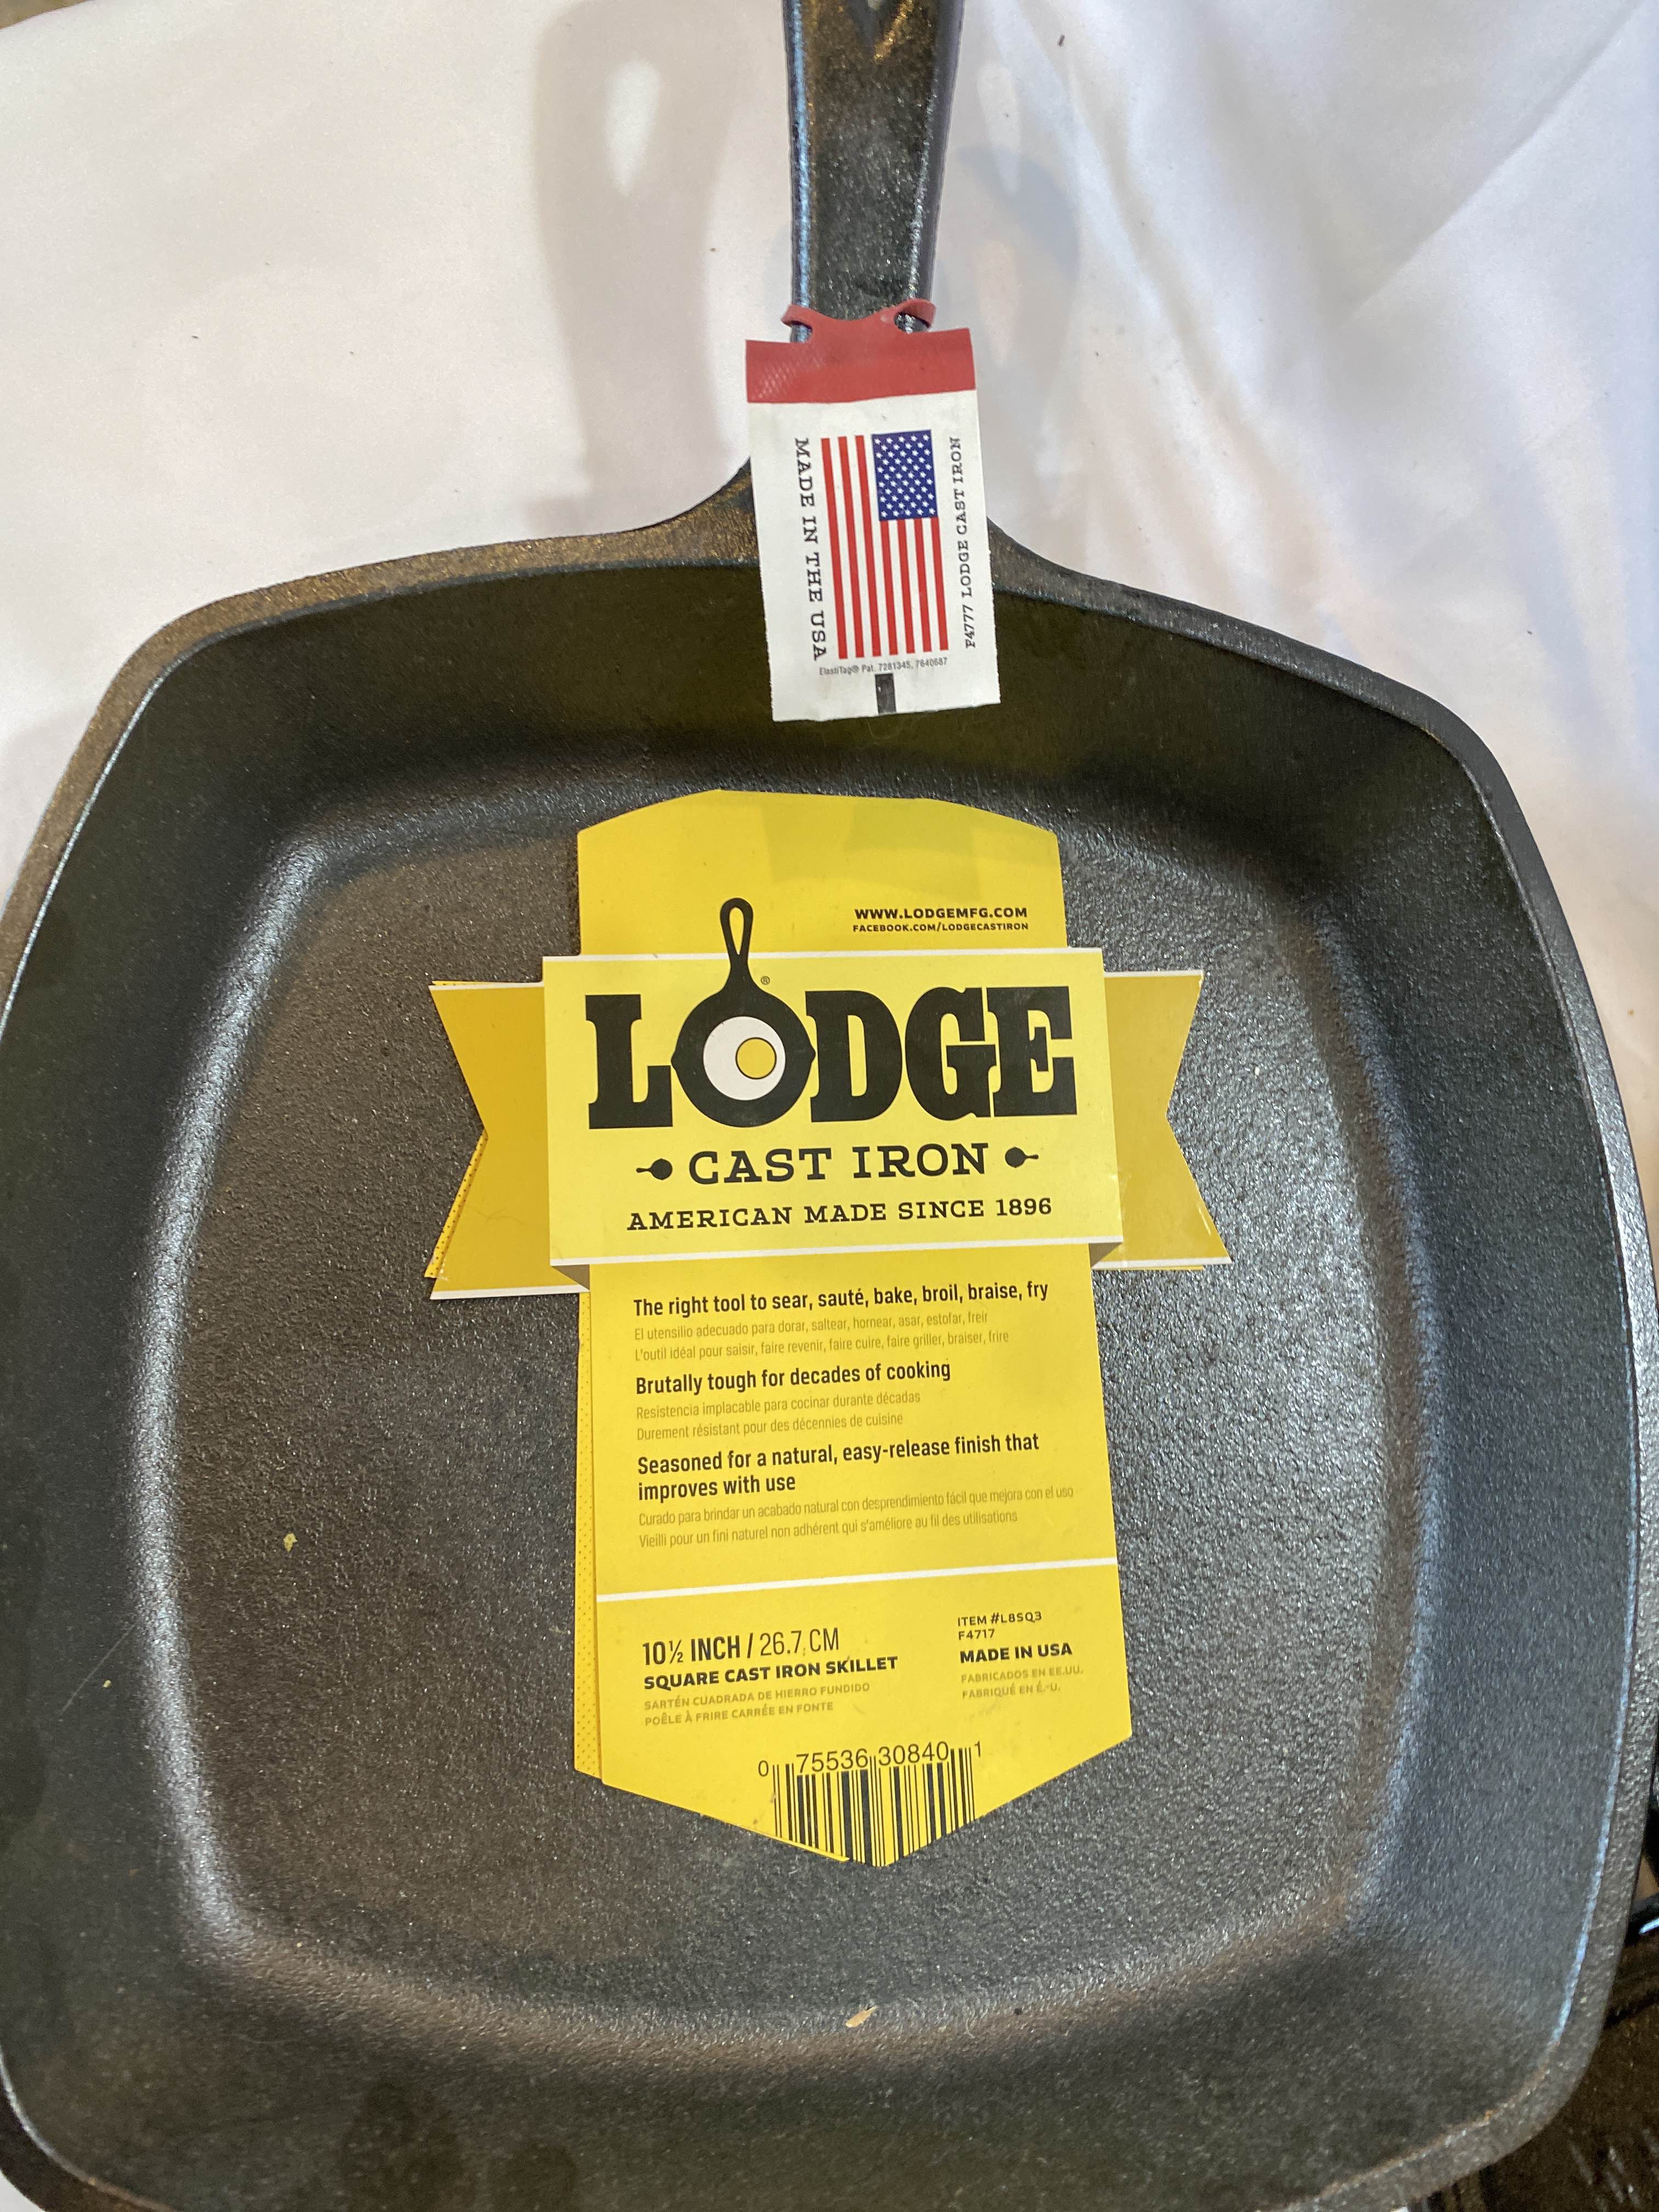 MADE IN THE USA
F4777 LODGE CAST IRON
ElastiTag® Pat. 7281345, 7640687
WWW.LODGEMFG.COM
FACEBOOK.COM/LODGECASTIRON
LODGE®
CAST IRON
AMERICAN MADE SINCE 1896
The right tool to sear, sauté, bake, broil, braise, fry
El utensilio adecuado para dorar, saltear, hornear, asar, estofar, freír
L'outil idéal pour saisir, faire revenir, faire cuire, faire griller, braiser, frire
Brutally tough for decades of cooking
Resistencia implacable para cocinar durante décadas
Durement résistant pour des décennies de cuisine
Seasoned for a natural, easy-release finish that
improves with use
Curado para brindar un acabado natural con desprendimiento fácil que mejora con el uso
Vieilli pour un fini naturel non adhérent qui s'améliore au fil des utilisations
10½ INCH / 26.7 CM
SQUARE CAST IRON SKILLET
SARTÉN CUADRADA DE HIERRO FUNDIDO
POÊLE À FRIRE CARRÉE EN FONTE
ITEM #L8SQ3
F4717
MADE IN USA
FABRICADOS EN EE.UU.
FABRIQUÉ EN É.-U.
0 75536 30840 1